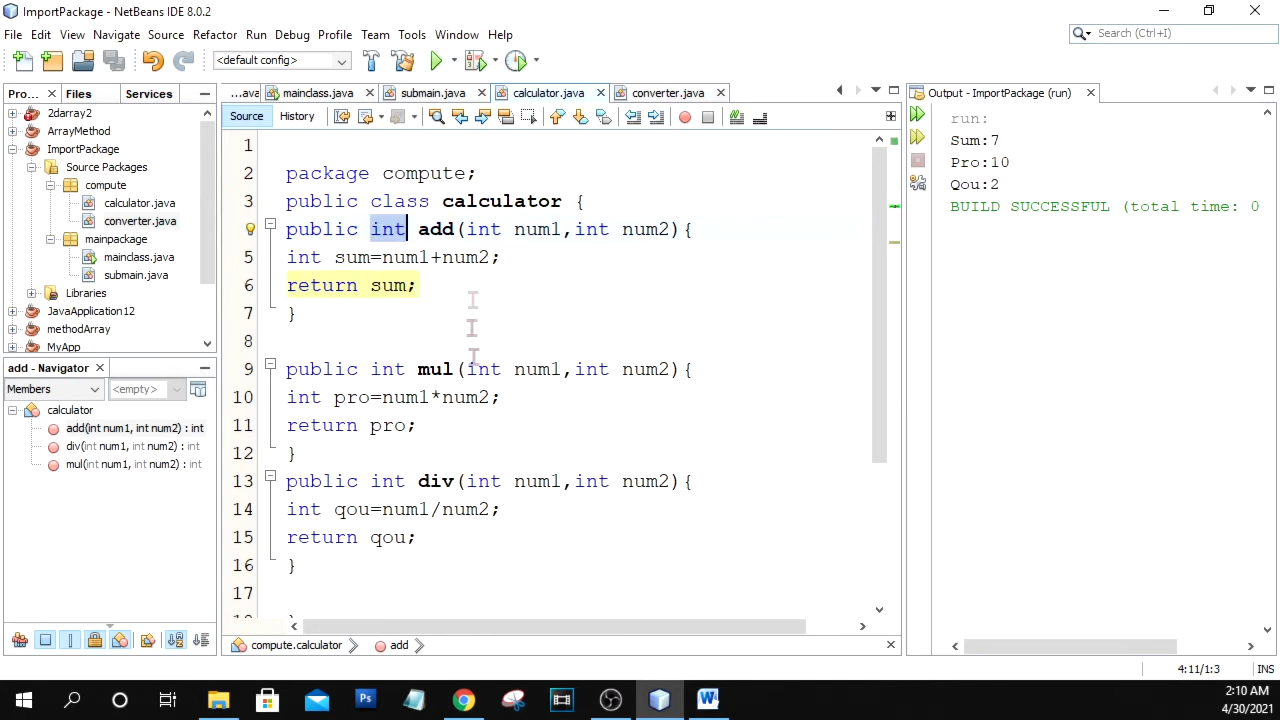 ImportPackage - NetBeans IDE 8.0.2
File Edit View Navigate Source Refactor Run Debug Profile Team Tools Window Help
Search (Ctrl+I)
<default config>
Pro... Files Services
2darray2
ArrayMethod
ImportPackage
Source Packages
compute
calculator.java
converter.java
mainpackage
mainclass.java
submain.java
Libraries
JavaApplication12
methodArray
MyApp
add - Navigator
Members <empty>
calculator
add(int num1, int num2) : int
div(int num1, int num2) : int
mul(int num1, int num2) : int
...ava mainclass.java submain.java calculator.java converter.java
Source History
1
2 package compute;
3 public class calculator {
4 public int add(int num1,int num2){
5 int sum=num1+num2;
6 return sum;
7 }
8
9 public int mul(int num1,int num2){
10 int pro=num1*num2;
11 return pro;
12 }
13 public int div(int num1,int num2){
14 int qou=num1/num2;
15 return qou;
16 }
17
compute.calculator add
Output - ImportPackage (run)
run:
Sum:7
Pro:10
Qou:2
BUILD SUCCESSFUL (total time: 0
4:11/1:3 INS
2:10 AM
4/30/2021